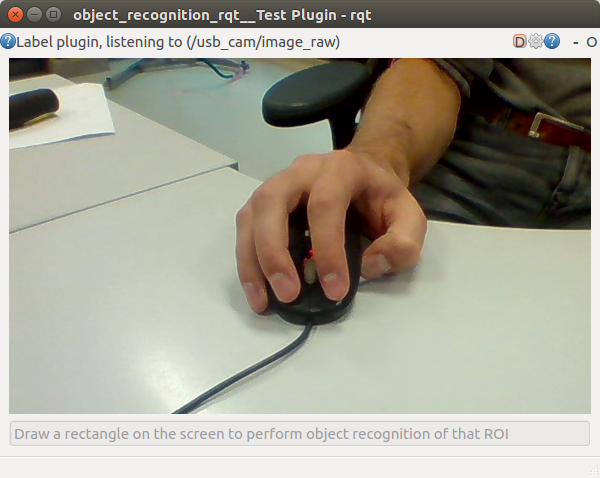 object_recognition_rqt__Test Plugin - rqt
Label plugin, listening to (/usb_cam/image_raw)
D ? - O
Draw a rectangle on the screen to perform object recognition of that ROI